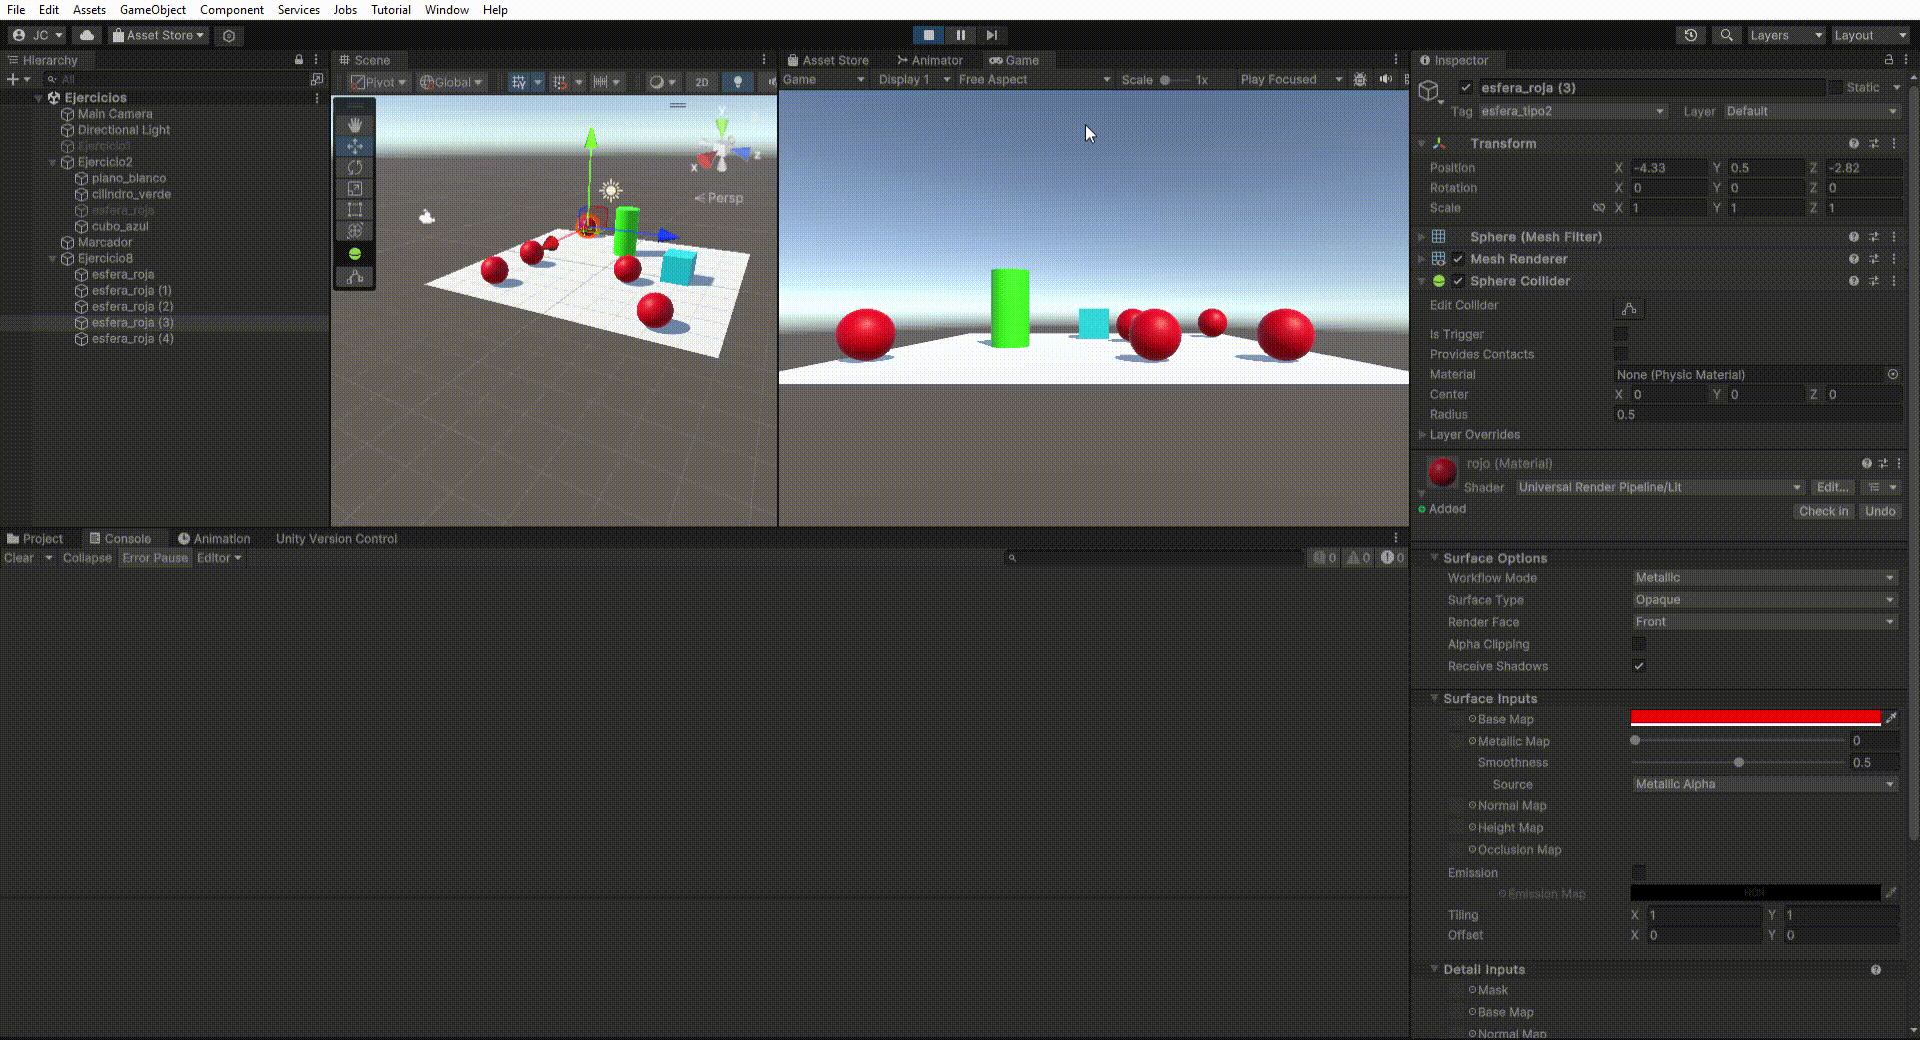 File Edit Assets GameObject Component Services Jobs Tutorial Window Help
JC Asset Store Layers Layout
Hierarchy
All
Ejercicios
Main Camera
Directional Light
Ejercicio1
Ejercicio2
plano_blanco
cilindro_verde
esfera_roja
cubo_azul
Marcador
Ejercicio8
esfera_roja
esfera_roja (1)
esfera_roja (2)
esfera_roja (3)
esfera_roja (4)
Scene
Pivot Global 2D
y
x z
Persp
Asset Store Animator Game
Game Display 1 Free Aspect Scale 1x Play Focused
Inspector
esfera_roja (3) Static
Tag esfera_tipo2 Layer Default
Transform
Position X -4.33 Y 0.5 Z -2.82
Rotation X 0 Y 0 Z 0
Scale X 1 Y 1 Z 1
Sphere (Mesh Filter)
Mesh Renderer
Sphere Collider
Edit Collider
Is Trigger
Provides Contacts
Material None (Physic Material)
Center X 0 Y 0 Z 0
Radius 0.5
Layer Overrides
rojo (Material)
Shader Universal Render Pipeline/Lit Edit...
Added Check in Undo
Surface Options
Workflow Mode Metallic
Surface Type Opaque
Render Face Front
Alpha Clipping
Receive Shadows
Surface Inputs
Base Map
Metallic Map 0
Smoothness 0.5
Source Metallic Alpha
Normal Map
Height Map
Occlusion Map
Emission
Emission Map HDR
Tiling X 1 Y 1
Offset X 0 Y 0
Detail Inputs
Mask
Base Map
Normal Map
Project Console Animation Unity Version Control
Clear Collapse Error Pause Editor 0 0 0